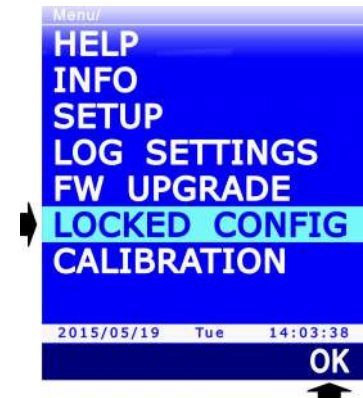 Menu/
HELP
INFO
SETUP
LOG SETTINGS
FW UPGRADE
LOCKED CONFIG
CALIBRATION
2015/05/19 Tue 14:03:38
OK